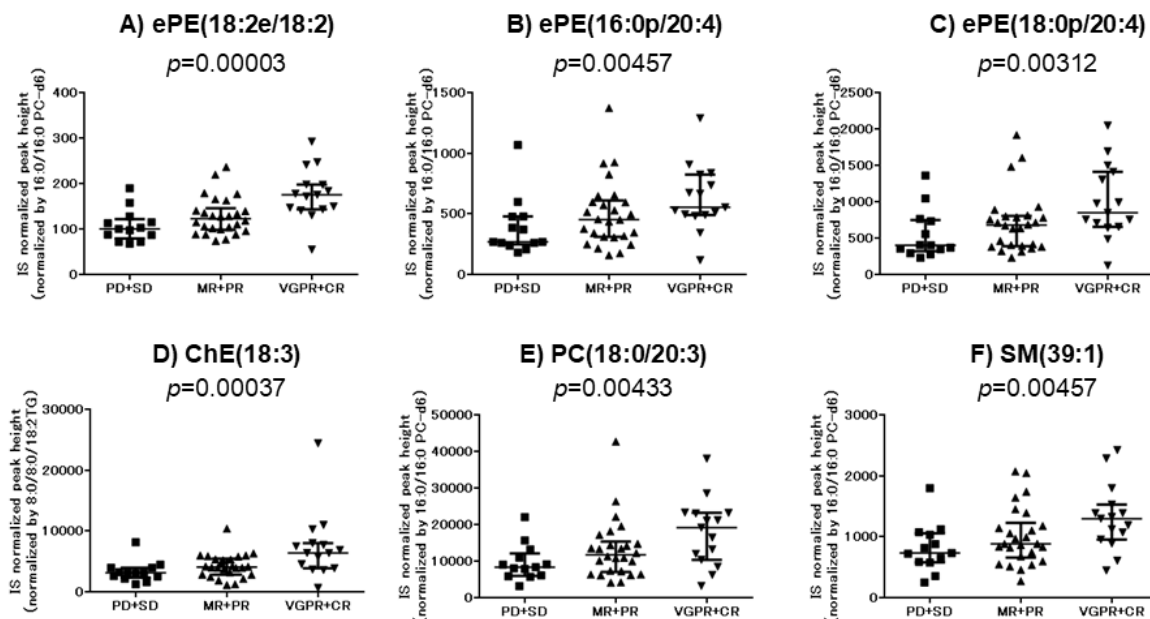 A) ePE(18:2e/18:2)
p=0.00003
IS normalized peak height
(normalized by 16:0/16:0 PC-d6)
400
300
200
100
0
PD+SD
MR+PR
VGPR+CR
B) ePE(16:0p/20:4)
p=0.00457
IS normalized peak height
(normalized by 16:0/16:0 PC-d6)
1500
1000
500
0
PD+SD
MR+PR
VGPR+CR
C) ePE(18:0p/20:4)
p=0.00312
IS normalized peak height
(normalized by 16:0/16:0 PC-d6)
2500
2000
1500
1000
500
0
PD+SD
MR+PR
VGPR+CR
D) ChE(18:3)
p=0.00037
IS normalized peak height
(normalized by 8:0/8:0/18:2TG)
30000
20000
10000
0
PD+SD
MR+PR
VGPR+CR
E) PC(18:0/20:3)
p=0.00433
IS normalized peak height
(normalized by 16:0/16:0 PC-d6)
50000
40000
30000
20000
10000
0
PD+SD
MR+PR
VGPR+CR
F) SM(39:1)
p=0.00457
IS normalized peak height
(normalized by 16:0/16:0 PC-d6)
3000
2000
1000
0
PD+SD
MR+PR
VGPR+CR